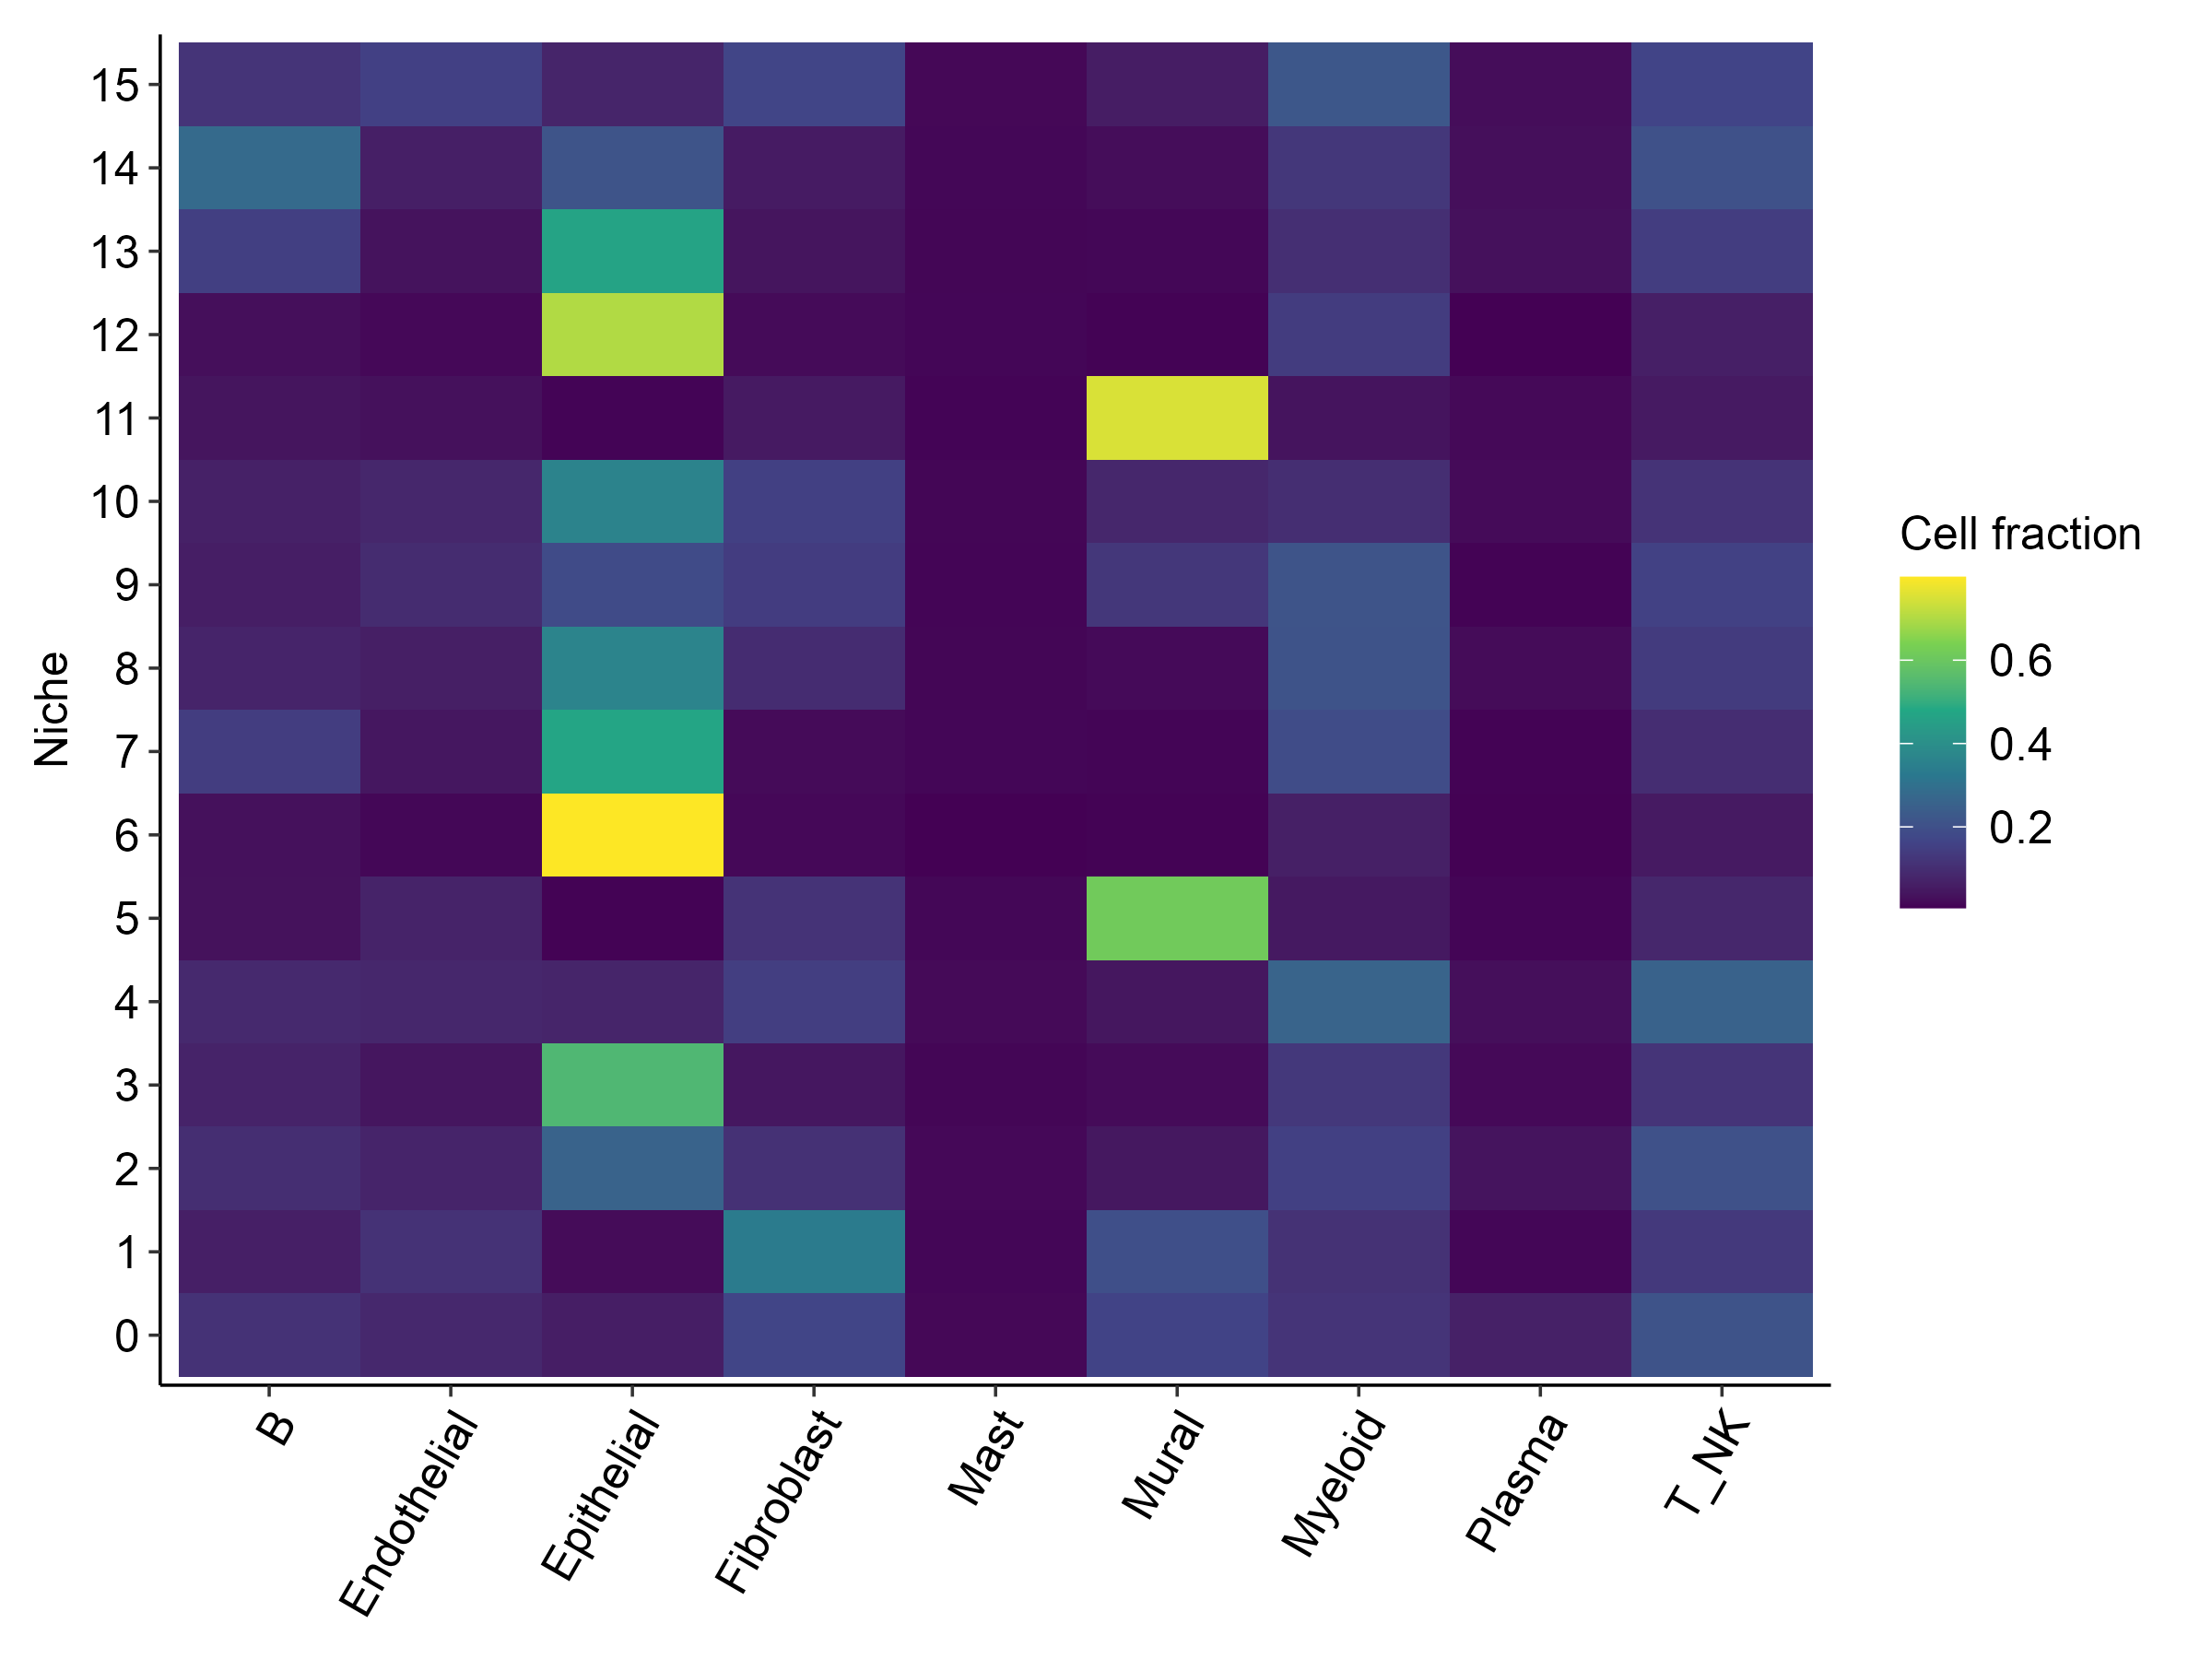 Niche
15
14
13
12
11
10
9
8
7
6
5
4
3
2
1
0
B
Endothelial
Epithelial
Fibroblast
Mast
Mural
Myeloid
Plasma
T_NK
Cell fraction
0.6
0.4
0.2